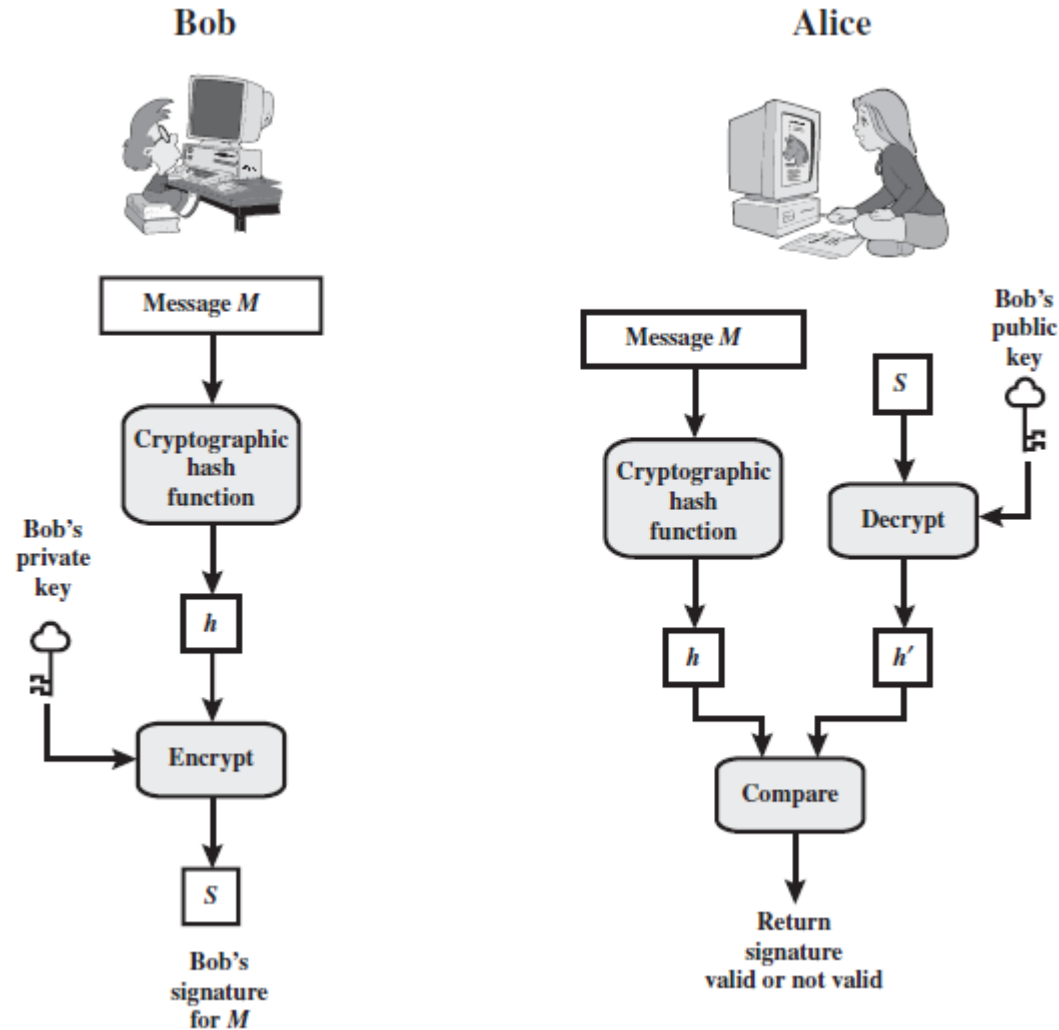 Bob
Message M
Cryptographic
hash
function
Bob's
private
key
h
Encrypt
S
Bob's
signature
for M
Alice
Message M
Bob's
public
key
S
Cryptographic
hash
function
Decrypt
h
h′
Compare
Return
signature
valid or not valid